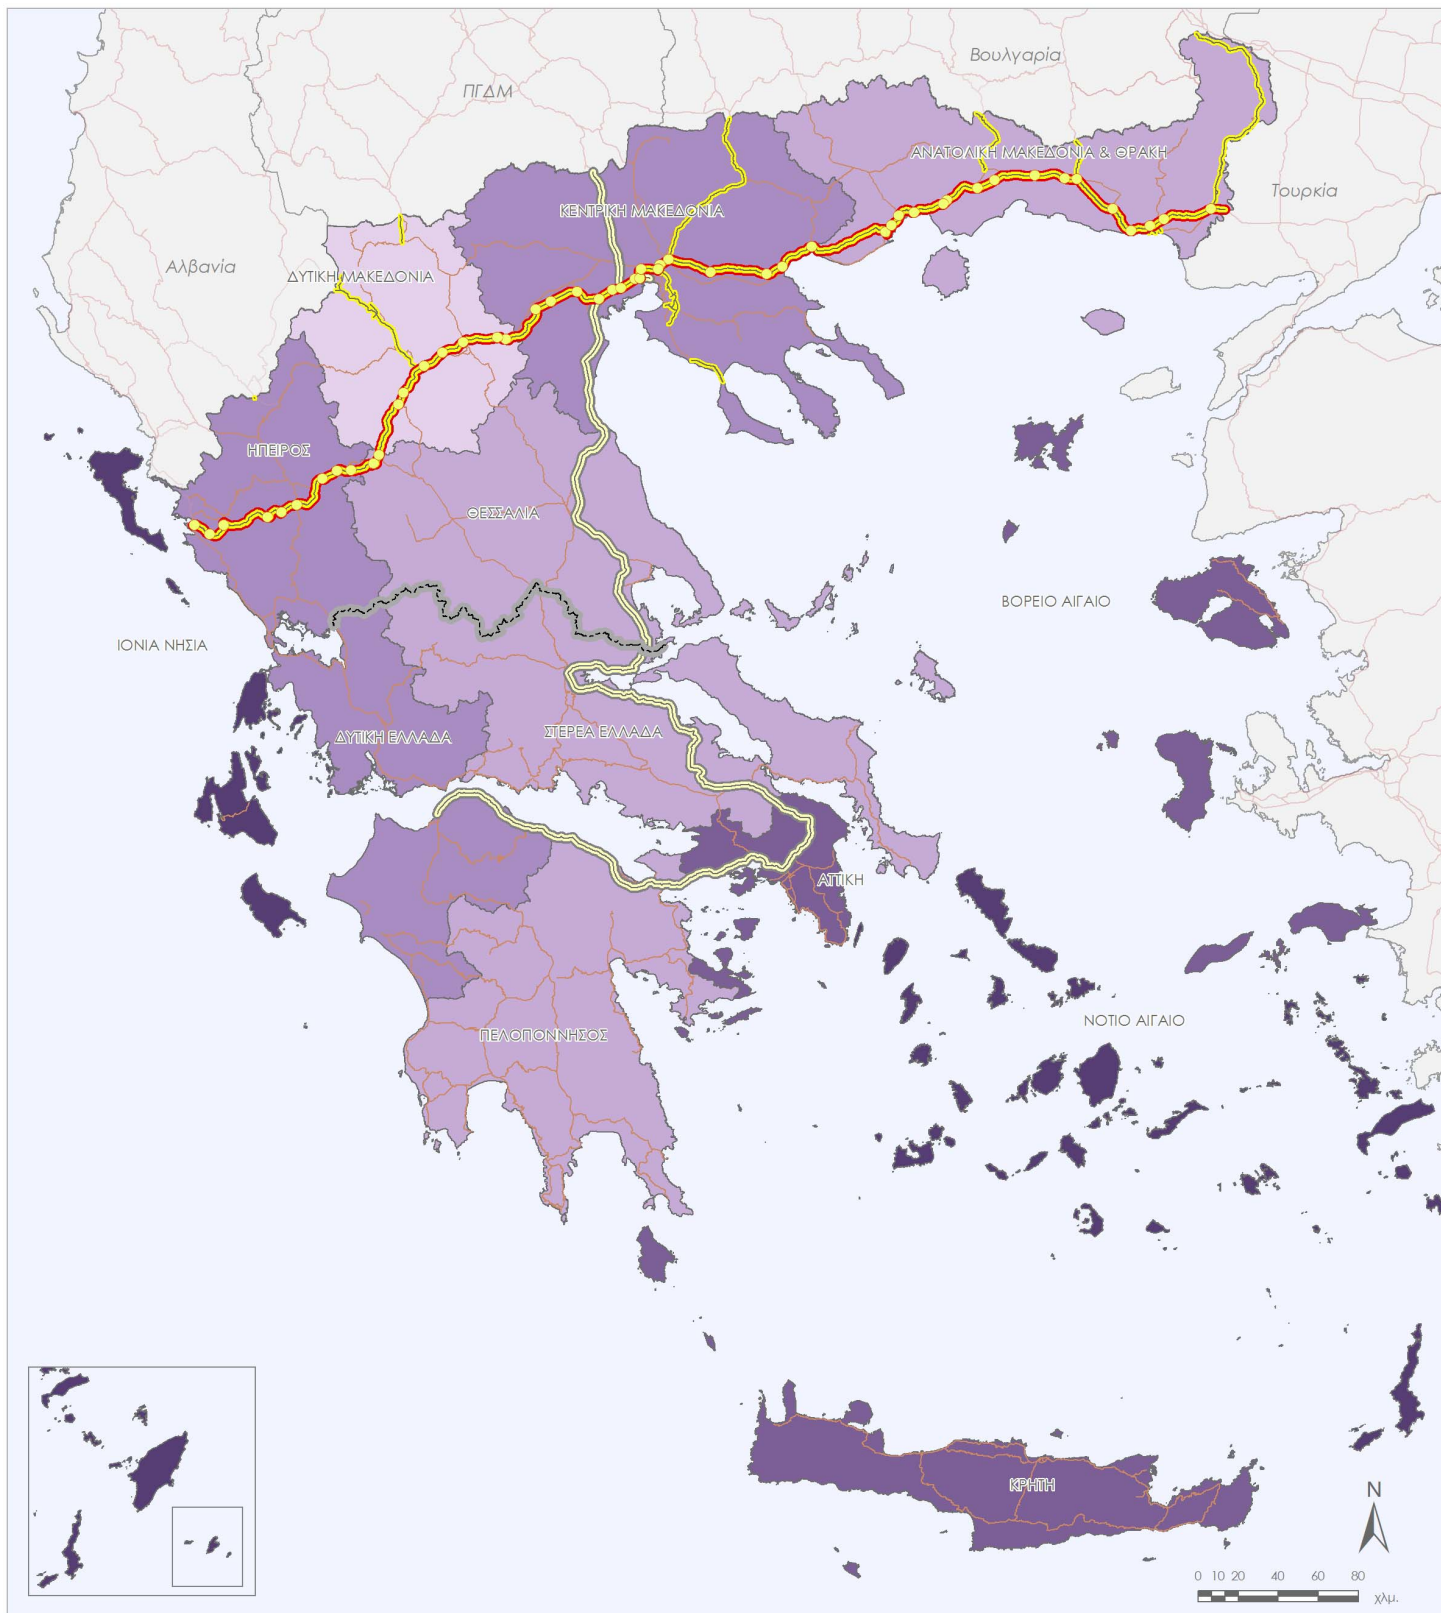 Βουλγαρία
ΠΓΔΜ
ΑΝΑΤΟΛΙΚΗ ΜΑΚΕΔΟΝΙΑ & ΘΡΑΚΗ
Τουρκία
ΚΕΝΤΡΙΚΗ ΜΑΚΕΔΟΝΙΑ
Αλβανία
ΔΥΤΙΚΗ ΜΑΚΕΔΟΝΙΑ
ΗΠΕΙΡΟΣ
ΘΕΣΣΑΛΙΑ
ΒΟΡΕΙΟ ΑΙΓΑΙΟ
ΙΟΝΙΑ ΝΗΣΙΑ
ΔΥΤΙΚΗ ΕΛΛΑΔΑ
ΣΤΕΡΕΑ ΕΛΛΑΔΑ
ΑΤΤΙΚΗ
ΝΟΤΙΟ ΑΙΓΑΙΟ
ΠΕΛΟΠΟΝΝΗΣΟΣ
ΚΡΗΤΗ
N
0 10 20 40 60 80
χλμ.